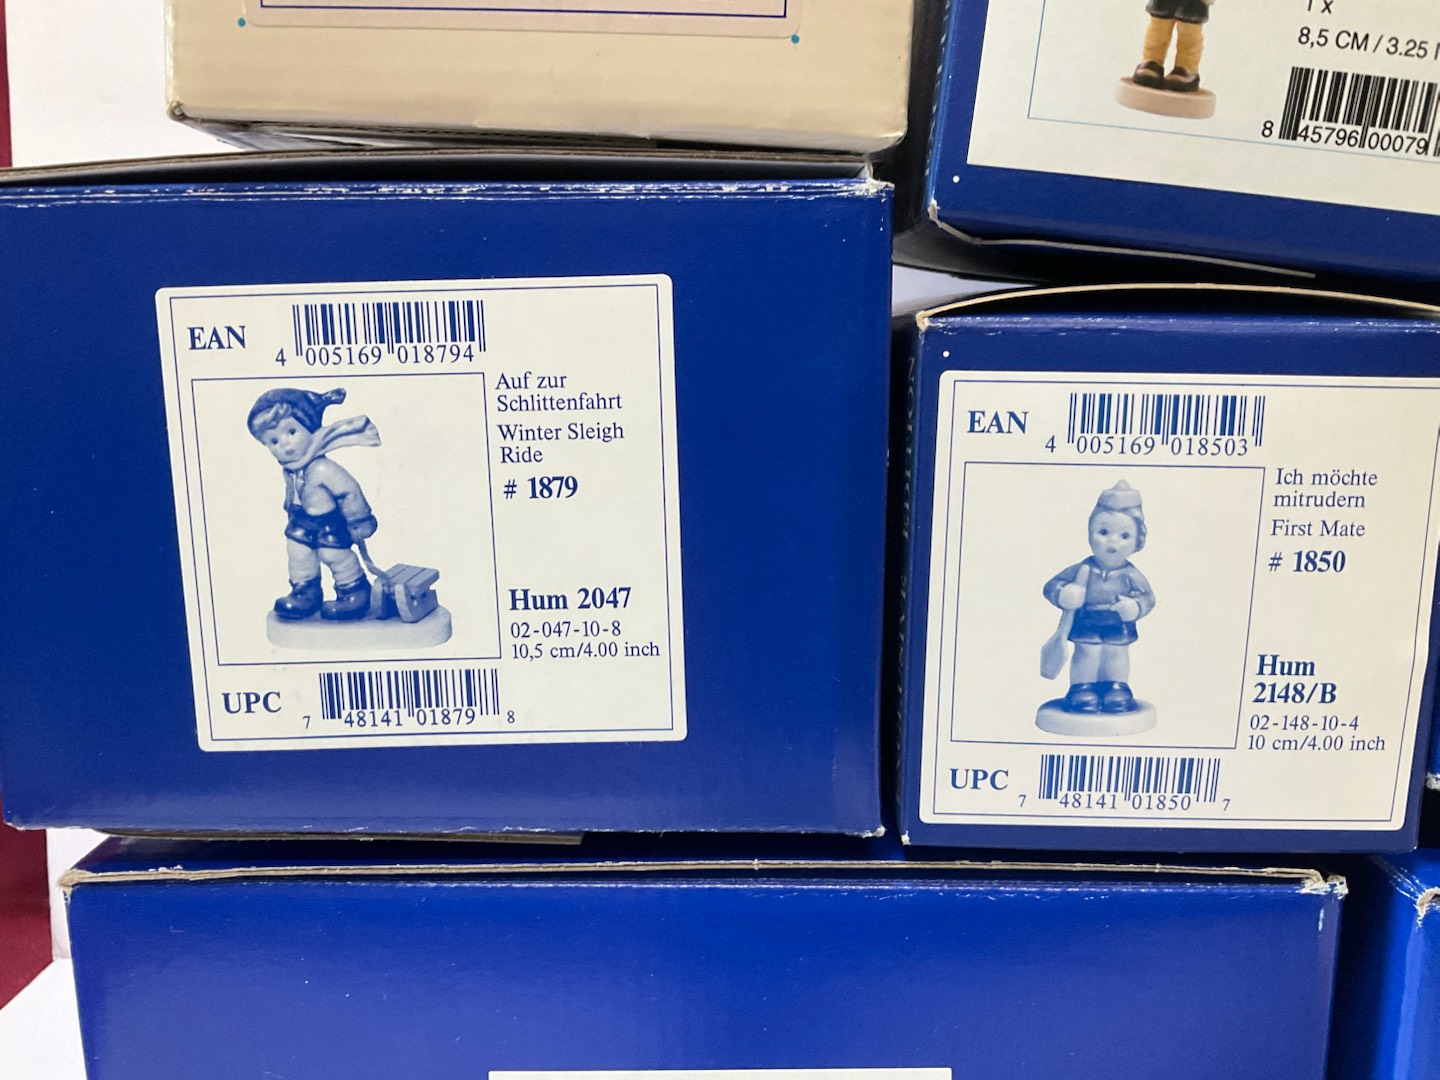 1 x
8,5 CM / 3.25
8 45796 00079
EAN
4 005169 018794
Auf zur
Schlittenfahrt
Winter Sleigh
Ride
# 1879
Hum 2047
02-047-10-8
10,5 cm/4.00 inch
UPC
7 48141 01879 8
EAN
4 005169 018503
Ich möchte
mitrudern
First Mate
# 1850
Hum
2148/B
02-148-10-4
10 cm/4.00 inch
UPC
7 48141 01850 7